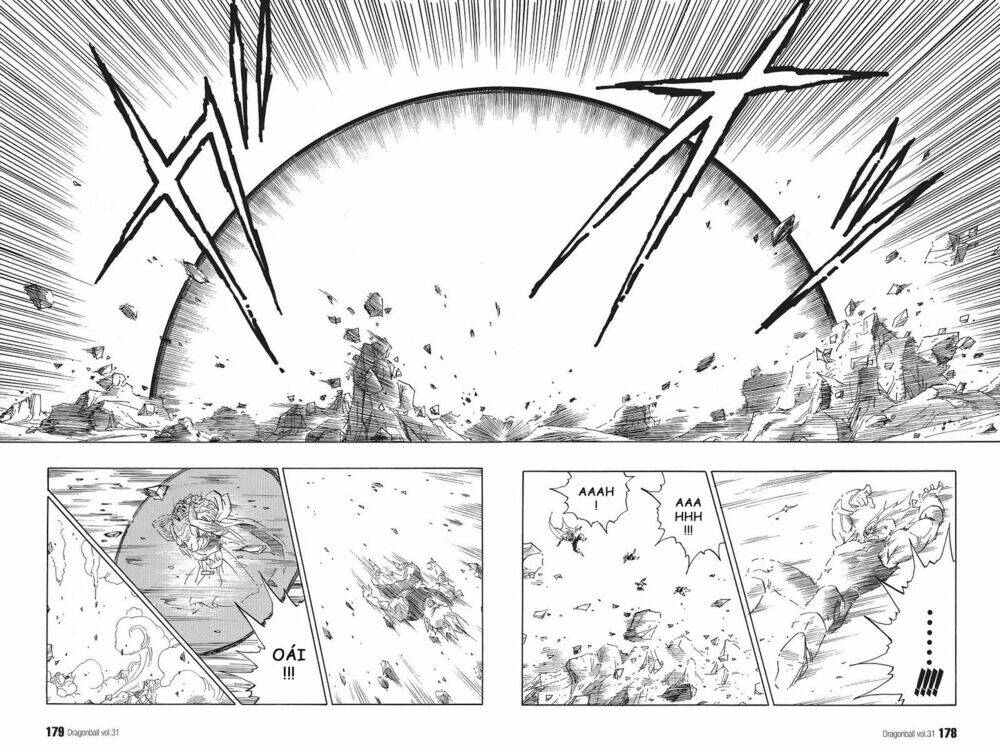 ......!!!!
AAA
HHH
!!!
AAAH
!
Dragonball vol.31 178
OÁI
!!!
179 Dragonball vol.31